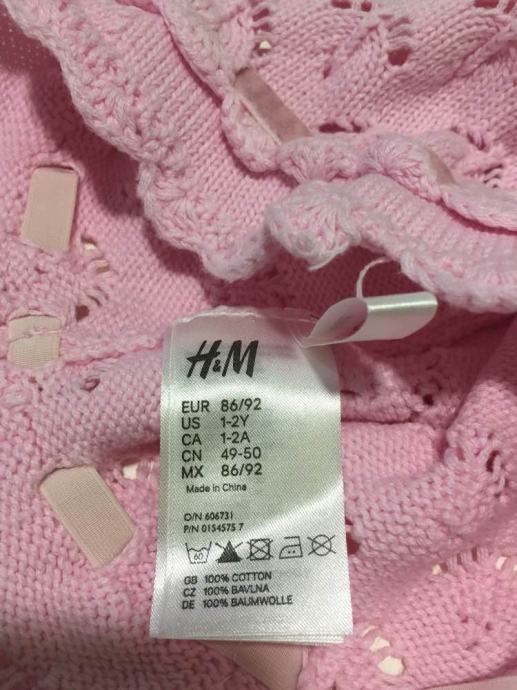 H&M
EUR 86/92
US 1-2Y
CA 1-2A
CN 49-50
MX 86/92
Made in China
O/N 606731
P/N 0154575 7
60
GB 100% COTTON
CZ 100% BAVLNA
DE 100% BAUMWOLLE